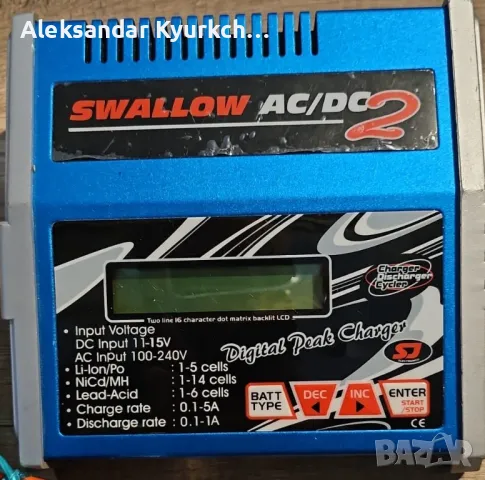 Aleksandar Kyurkch...
SWALLOW AC/DC 2
Charger
Discharger
Cycler
Two line 16 character dot matrix backlit LCD
• Input Voltage
DC Input 11-15V
AC InPut 100-240V
• Li-Ion/Po : 1-5 cells
• NiCd/MH : 1-14 cells
• Lead-Acid : 1-6 cells
• Charge rate : 0.1-5A
• Discharge rate : 0.1-1A
Digital Peak Charger
SJ
BATT TYPE
DEC
INC
ENTER
START
/STOP
CE
BAZAR